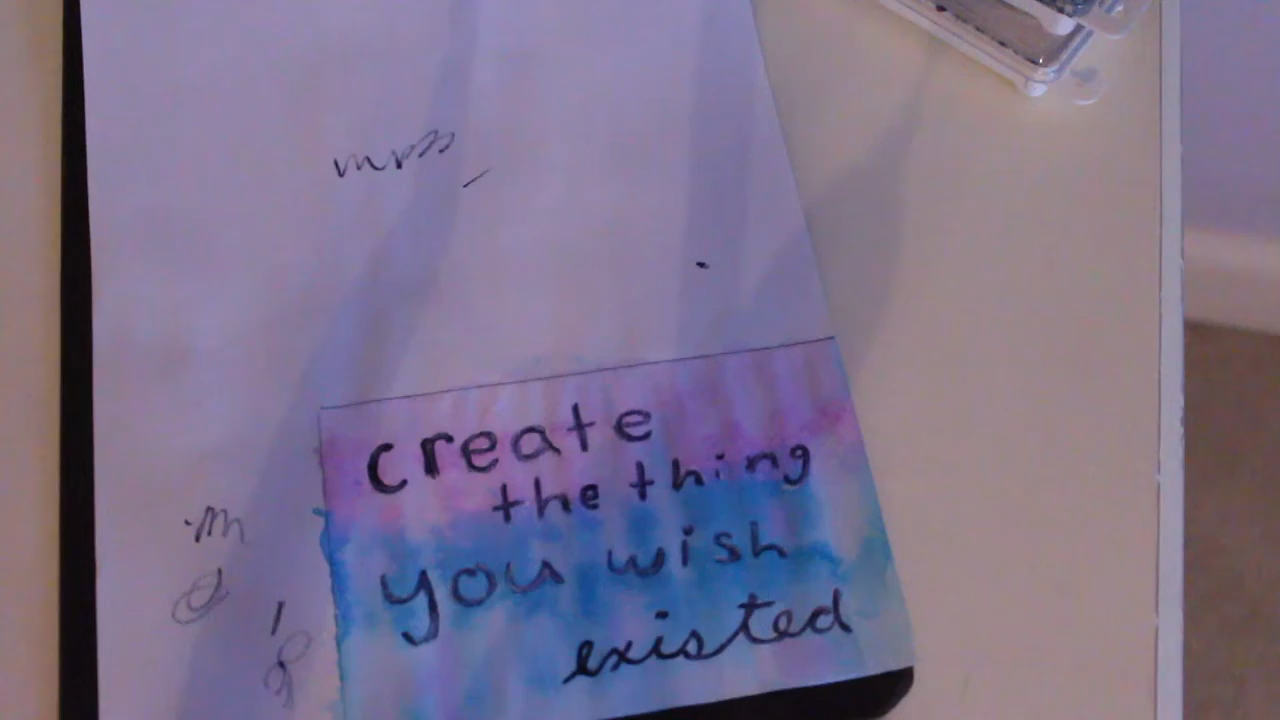 create
the thing
you wish
existed